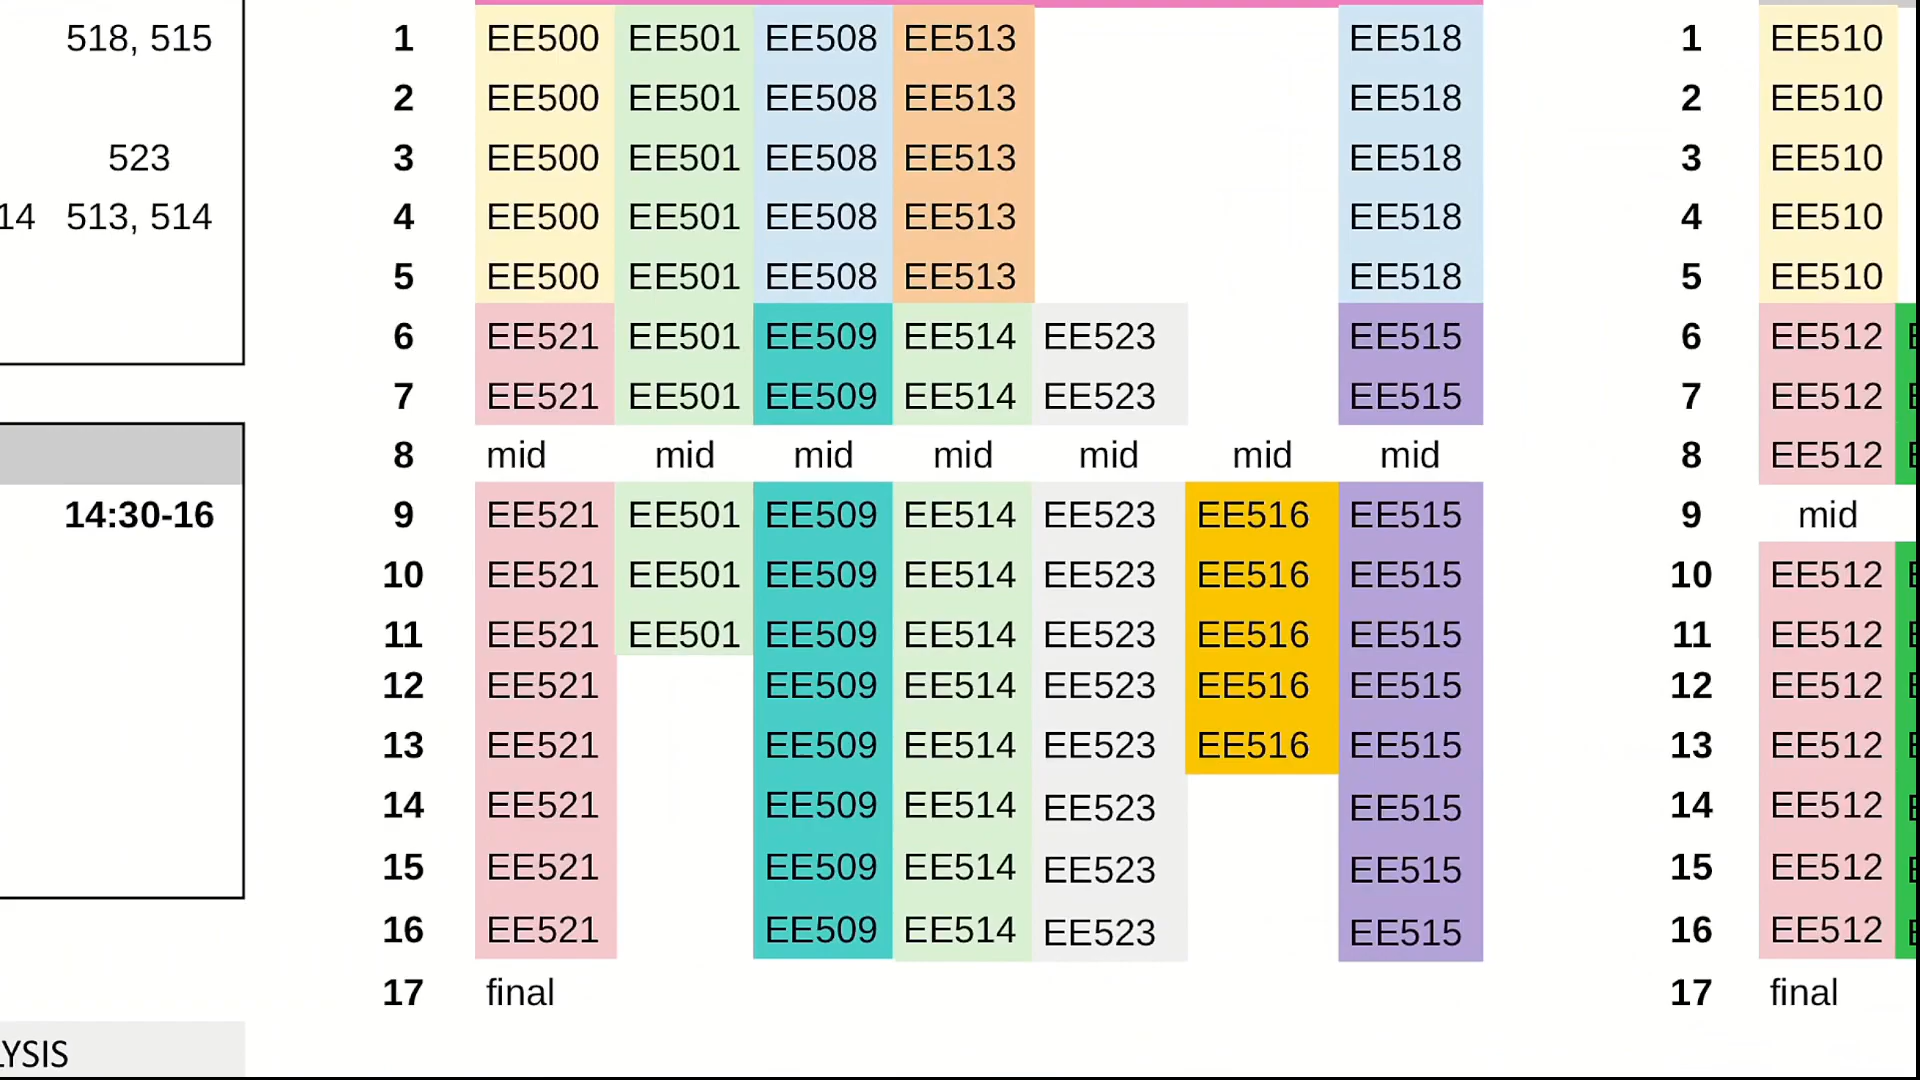 518, 515
523
14 513, 514
14:30-16
LYSIS
1 EE500 EE501 EE508 EE513 EE518
2 EE500 EE501 EE508 EE513 EE518
3 EE500 EE501 EE508 EE513 EE518
4 EE500 EE501 EE508 EE513 EE518
5 EE500 EE501 EE508 EE513 EE518
6 EE521 EE501 EE509 EE514 EE523 EE515
7 EE521 EE501 EE509 EE514 EE523 EE515
8 mid mid mid mid mid mid mid
9 EE521 EE501 EE509 EE514 EE523 EE516 EE515
10 EE521 EE501 EE509 EE514 EE523 EE516 EE515
11 EE521 EE501 EE509 EE514 EE523 EE516 EE515
12 EE521 EE509 EE514 EE523 EE516 EE515
13 EE521 EE509 EE514 EE523 EE516 EE515
14 EE521 EE509 EE514 EE523 EE515
15 EE521 EE509 EE514 EE523 EE515
16 EE521 EE509 EE514 EE523 EE515
17 final
1 EE510
2 EE510
3 EE510
4 EE510
5 EE510
6 EE512
7 EE512
8 EE512
9 mid
10 EE512
11 EE512
12 EE512
13 EE512
14 EE512
15 EE512
16 EE512
17 final